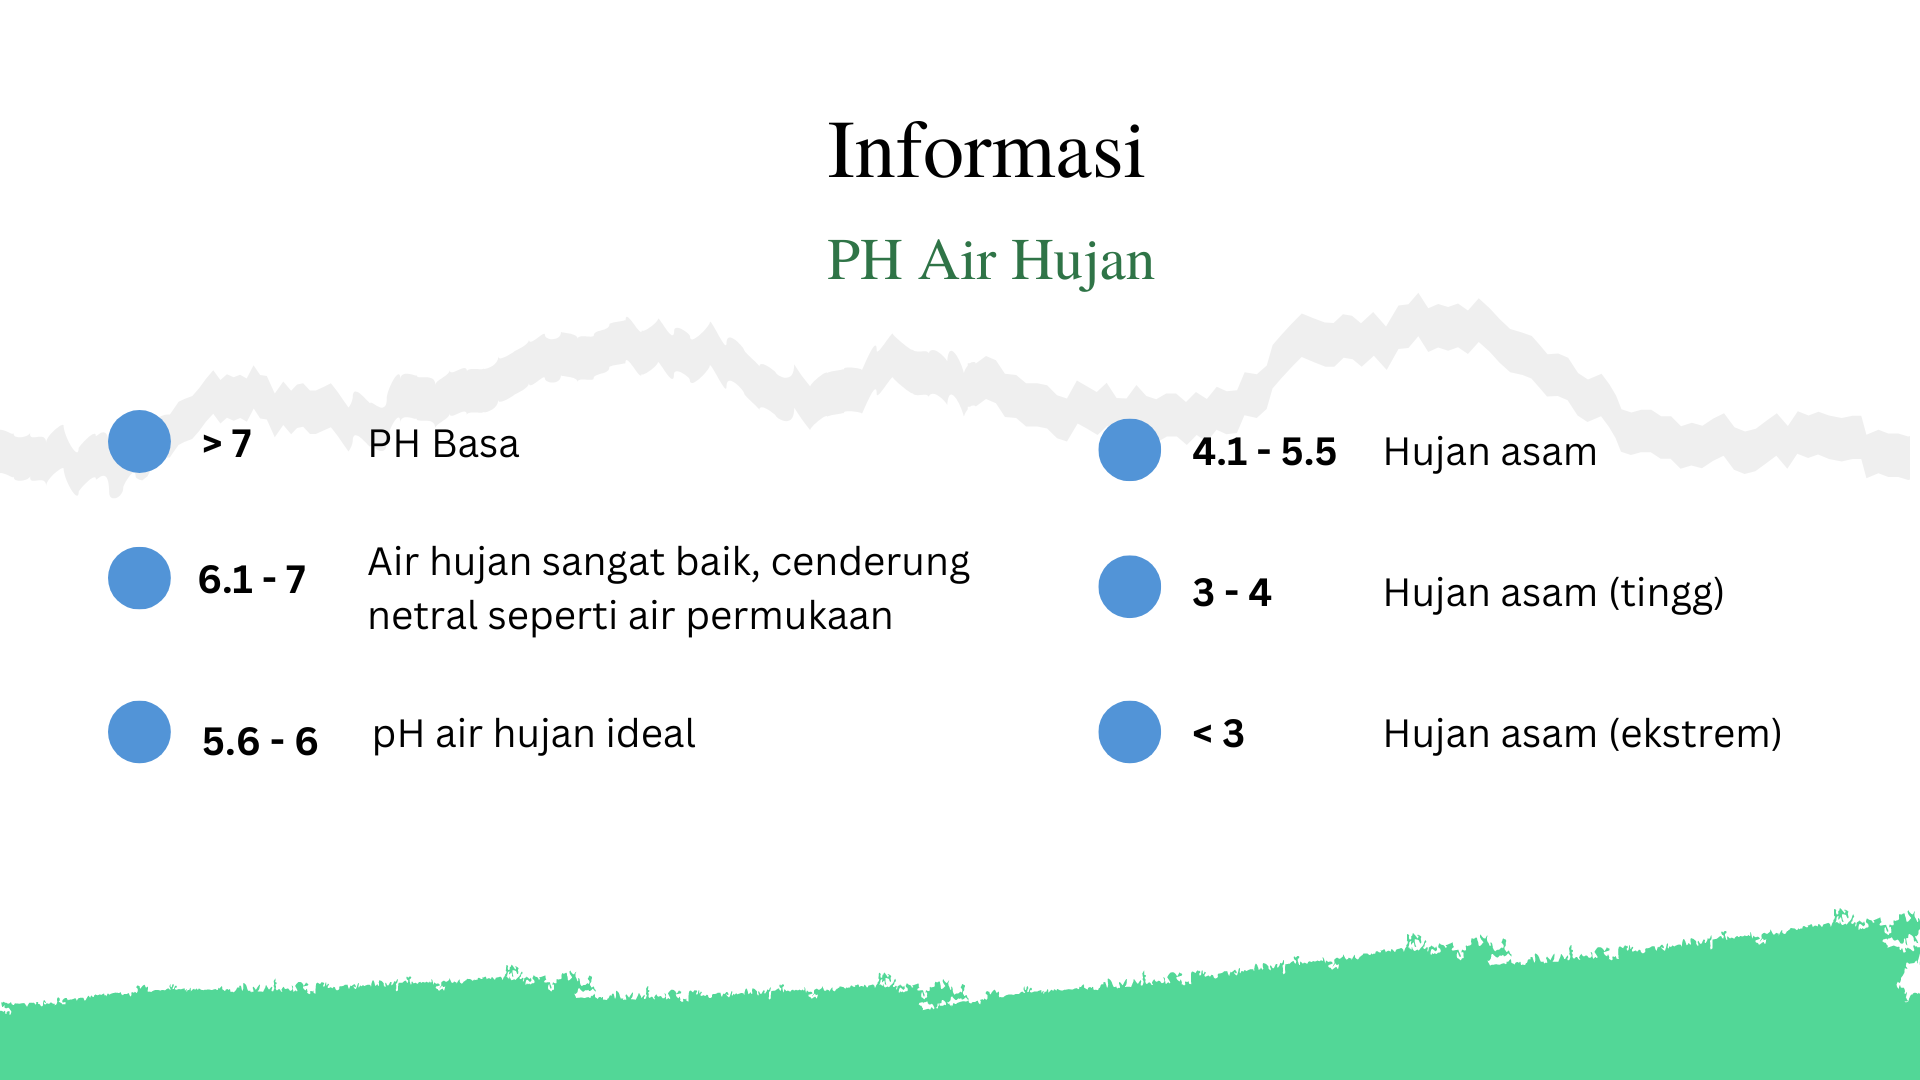 Informasi
PH Air Hujan
> 7 PH Basa
6.1 - 7 Air hujan sangat baik, cenderung
netral seperti air permukaan
5.6 - 6 pH air hujan ideal
4.1 - 5.5 Hujan asam
3 - 4 Hujan asam (tingg)
< 3 Hujan asam (ekstrem)